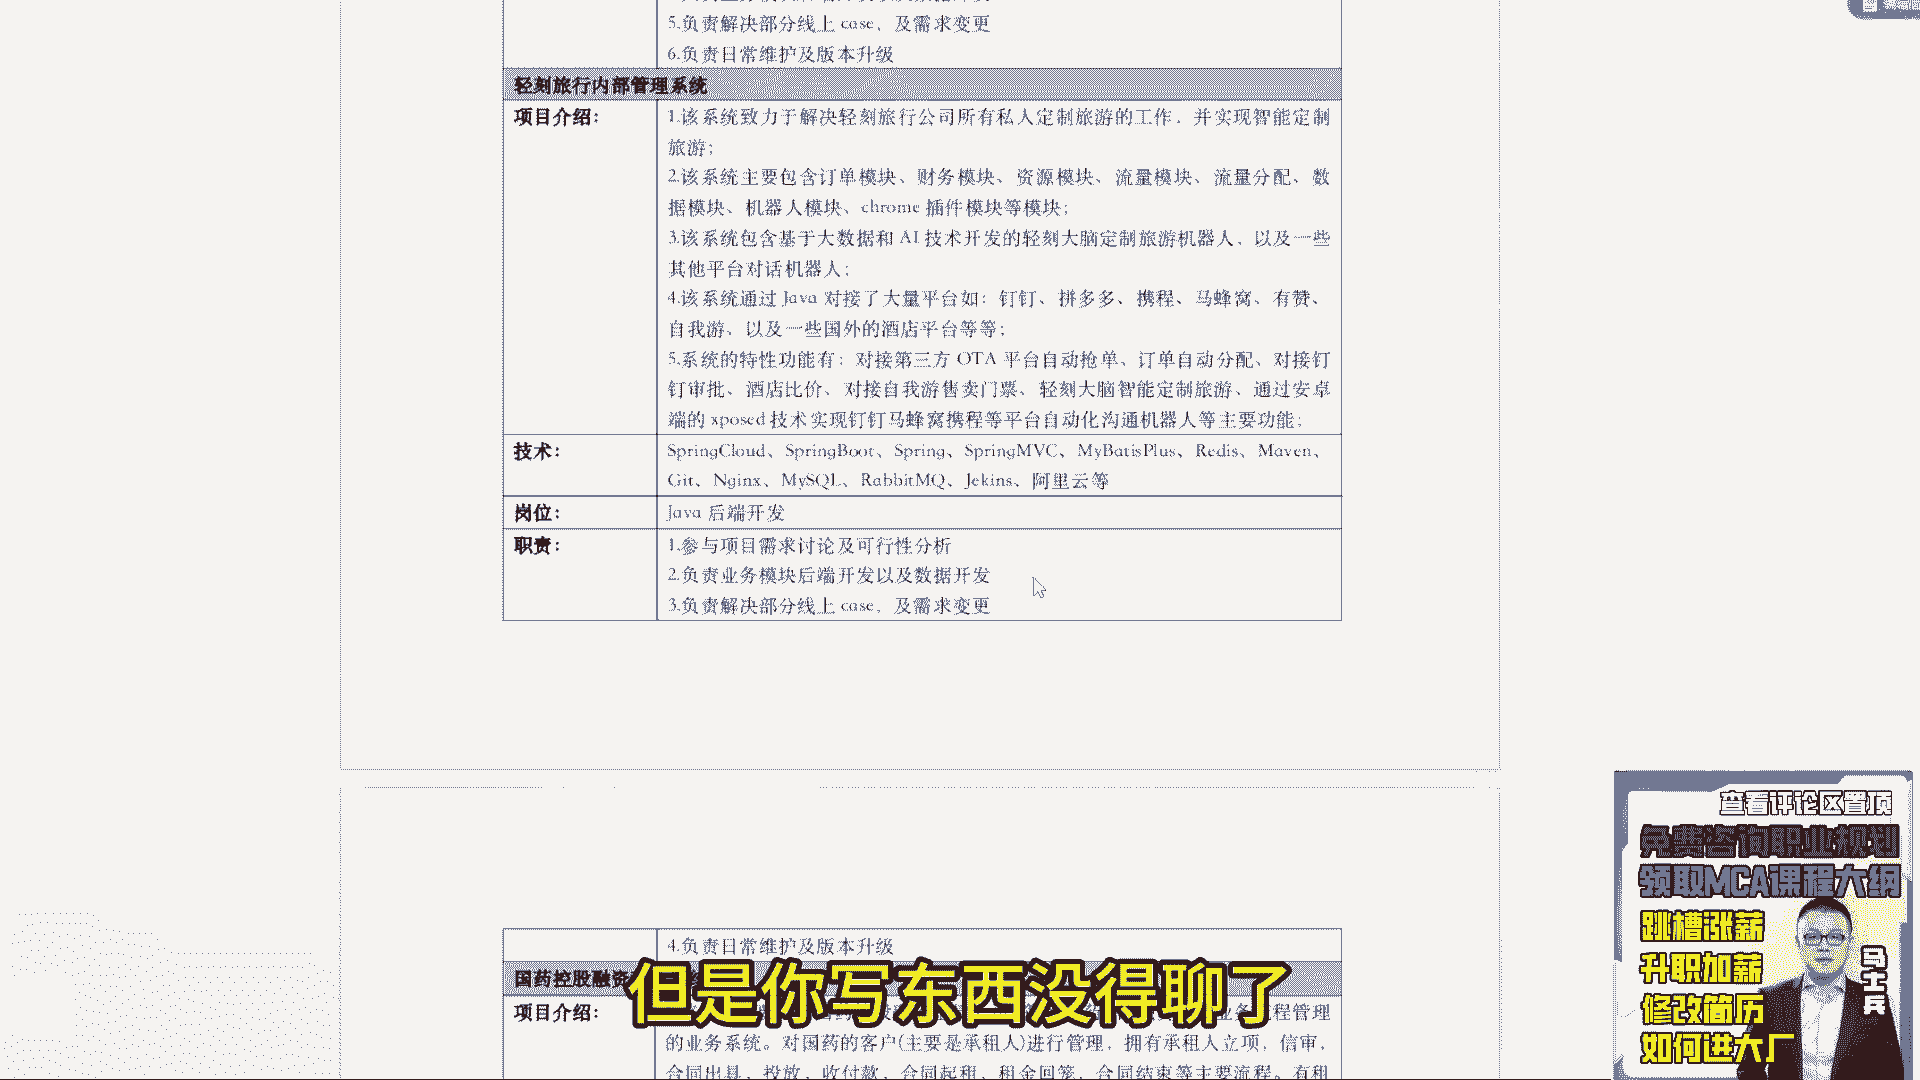 5.负责解决部分线上 case，及需求变更
6.负责日常维护及版本升级
轻刻旅行内部管理系统
项目介绍：
1.该系统致力于解决轻刻旅行公司所有私人定制旅游的工作，并实现智能定制
旅游；
2.该系统主要包含订单模块、财务模块、资源模块、流量模块、流量分配、数
据模块、机器人模块、chrome 插件模块等模块；
3.该系统包含基于大数据和 AI 技术开发的轻刻大脑定制旅游机器人，以及一些
其他平台对话机器人；
4.该系统通过 Java 对接了大量平台如：钉钉、拼多多、携程、马蜂窝、有赞、
自我游、以及一些国外的酒店平台等等；
5.系统的特性功能有：对接第三方 OTA 平台自动抢单、订单自动分配、对接钉
钉审批、酒店比价、对接自我游售卖门票、轻刻大脑智能定制旅游、通过安卓
端的 xposed 技术实现钉钉马蜂窝携程等平台自动化沟通机器人等主要功能；
技术：
SpringCloud、SpringBoot、Spring、SpringMVC、MyBatisPlus、Redis、Maven、
Git、Nginx、MySQL、RabbitMQ、Jekins、阿里云等
岗位：
Java 后端开发
职责：
1.参与项目需求讨论及可行性分析
2.负责业务模块后端开发以及数据开发
3.负责解决部分线上 case，及需求变更
4.负责日常维护及版本升级
国药控股融资
但是你写东西没得聊了
项目介绍：
程管理
的业务系统。对国药的客户(主要是承租人)进行管理，拥有承租人立项，信审，
合同出具，投放，收付款，合同起租、租金回笼，合同结束等主要流程。有租
查看评论区置顶
免费咨询职业规划
领取MCA课程大纲
跳槽涨薪
升职加薪
修改简历
如何进大厂
马士兵